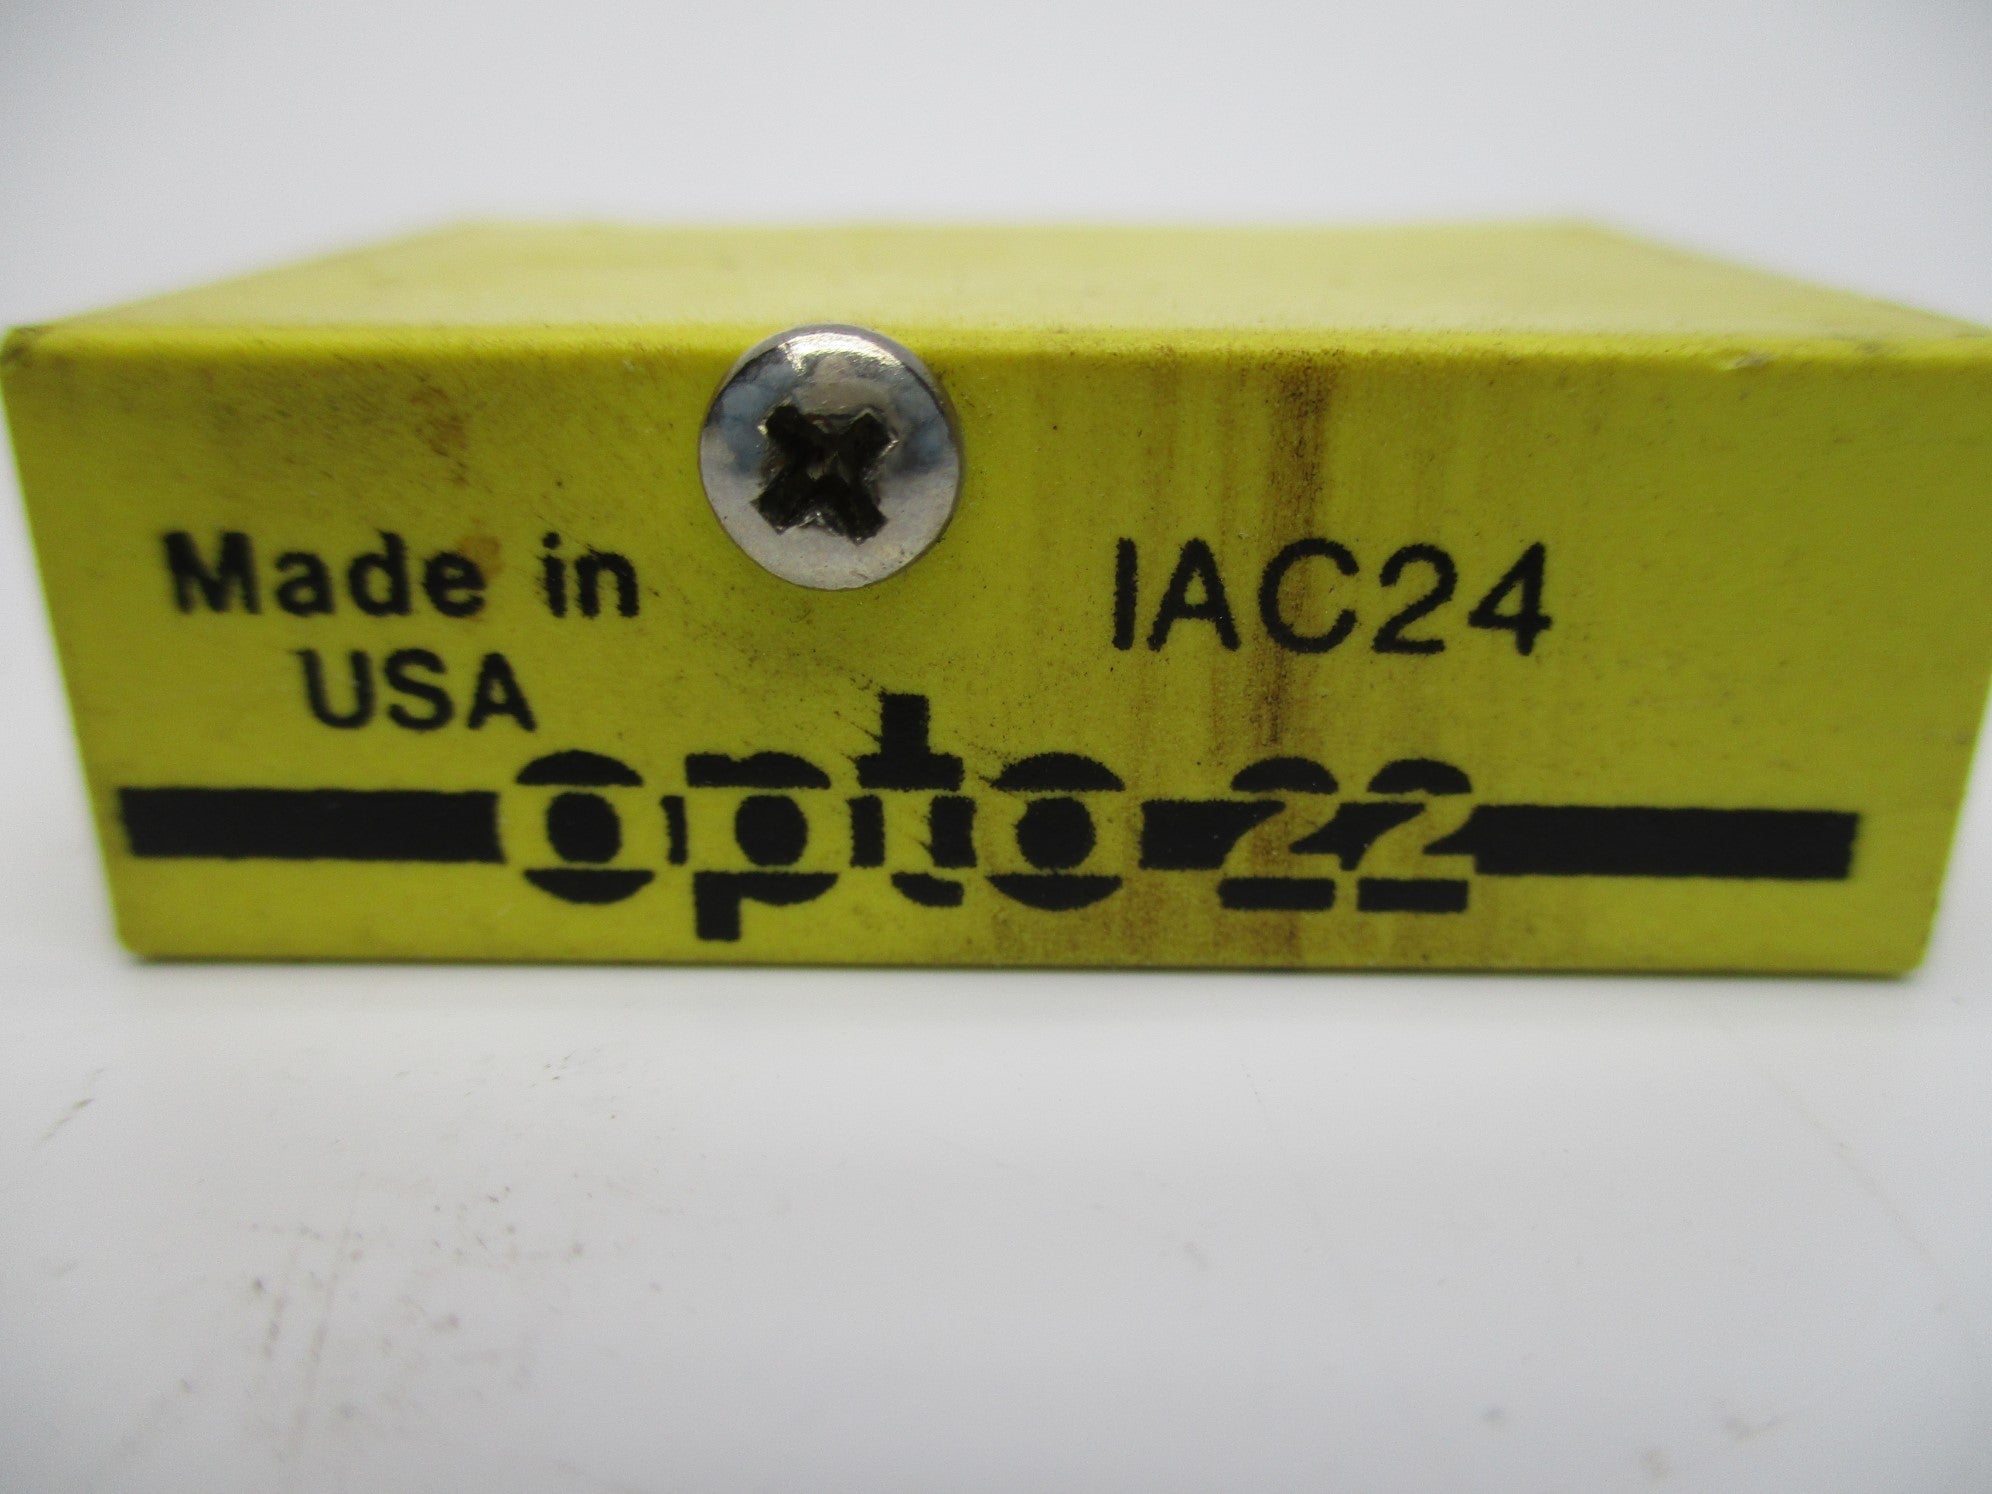 Made in
USA
IAC24
opto 22